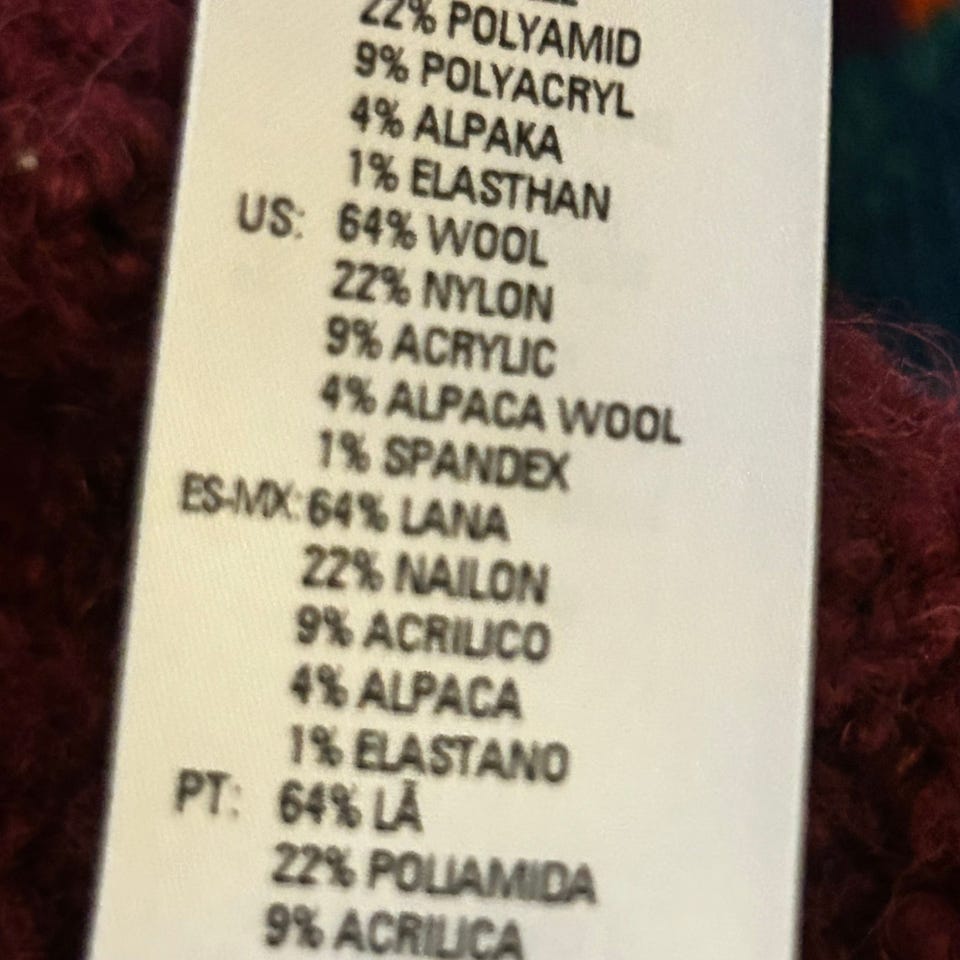 22% POLYAMID
9% POLYACRYL
4% ALPAKA
1% ELASTHAN
US: 64% WOOL
22% NYLON
9% ACRYLIC
4% ALPACA WOOL
1% SPANDEX
ES-MX: 64% LANA
22% NAILON
9% ACRILICO
4% ALPACA
1% ELASTANO
PT: 64% LÃ
22% POLIAMIDA
9% ACRILICA